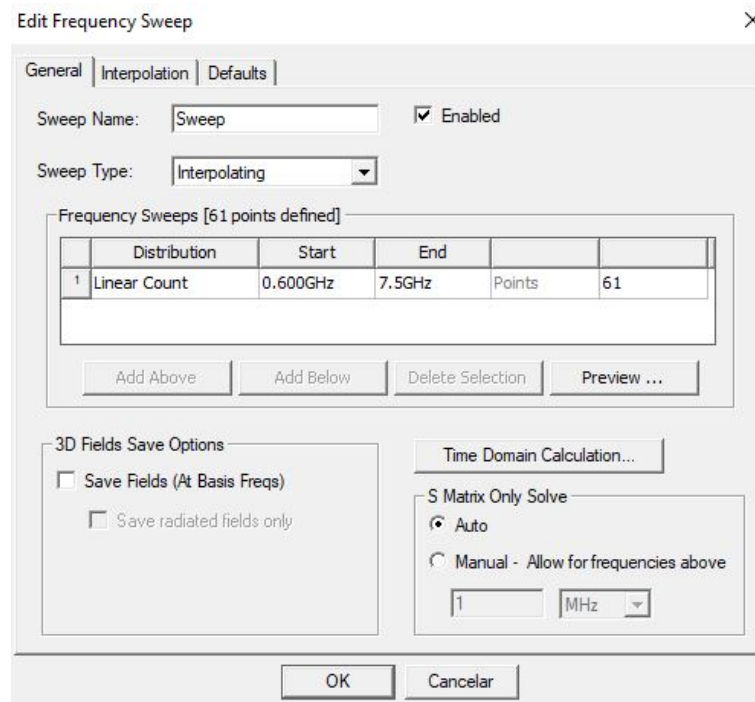 Edit Frequency Sweep
General Interpolation Defaults
Sweep Name: Sweep Enabled
Sweep Type: Interpolating
Frequency Sweeps [61 points defined]
Distribution Start End
1 Linear Count 0.600GHz 7.5GHz Points 61
Add Above Add Below Delete Selection Preview ...
3D Fields Save Options
Save Fields (At Basis Freqs)
Save radiated fields only
Time Domain Calculation...
S Matrix Only Solve
Auto
Manual - Allow for frequencies above
1 MHz
OK Cancelar